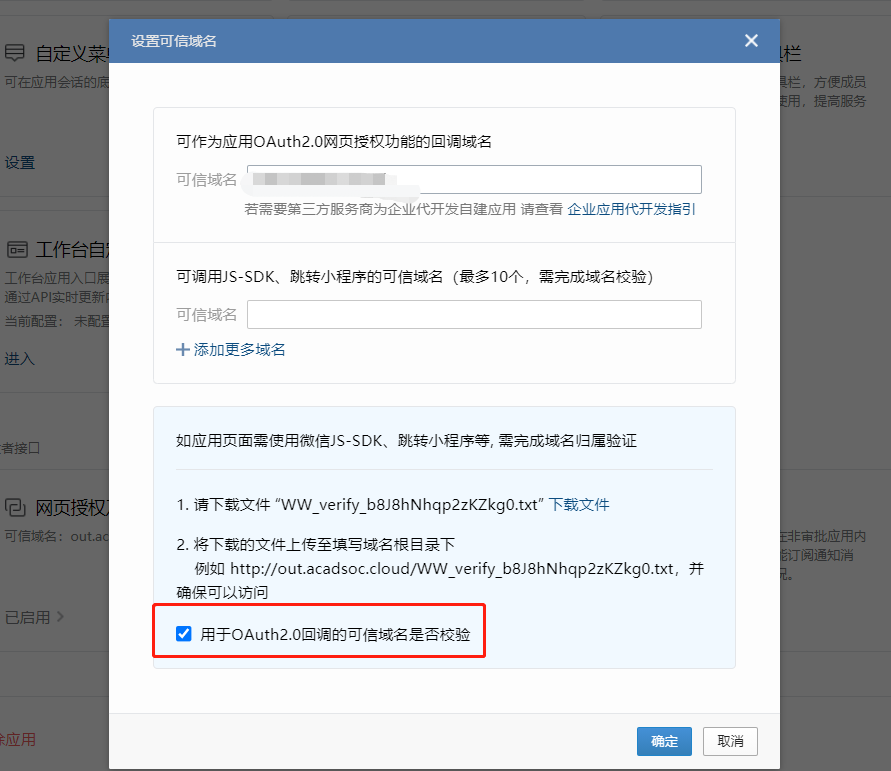 设置可信域名
自定义菜单
可在应用会话的底
设置
工作台自定
工作台应用入口展
通过API实时更新
当前配置： 未配置
进入
者接口
网页授权及
可信域名：out.ac
已启用
除应用
可作为应用OAuth2.0网页授权功能的回调域名
可信域名
若需要第三方服务商为企业代开发自建应用 请查看 企业应用代开发指引
可调用JS-SDK、跳转小程序的可信域名（最多10个，需完成域名校验）
可信域名
添加更多域名
如应用页面需使用微信JS-SDK、跳转小程序等, 需完成域名归属验证
1. 请下载文件 “WW_verify_b8J8hNhqp2zKZkg0.txt” 下载文件
2. 将下载的文件上传至填写域名根目录下
例如 http://out.acadsoc.cloud/WW_verify_b8J8hNhqp2zKZkg0.txt，并
确保可以访问
用于OAuth2.0回调的可信域名是否校验
确定
取消
栏
具栏，方便成员
使用，提高服务
在非审批应用内
能订阅通知消
况。